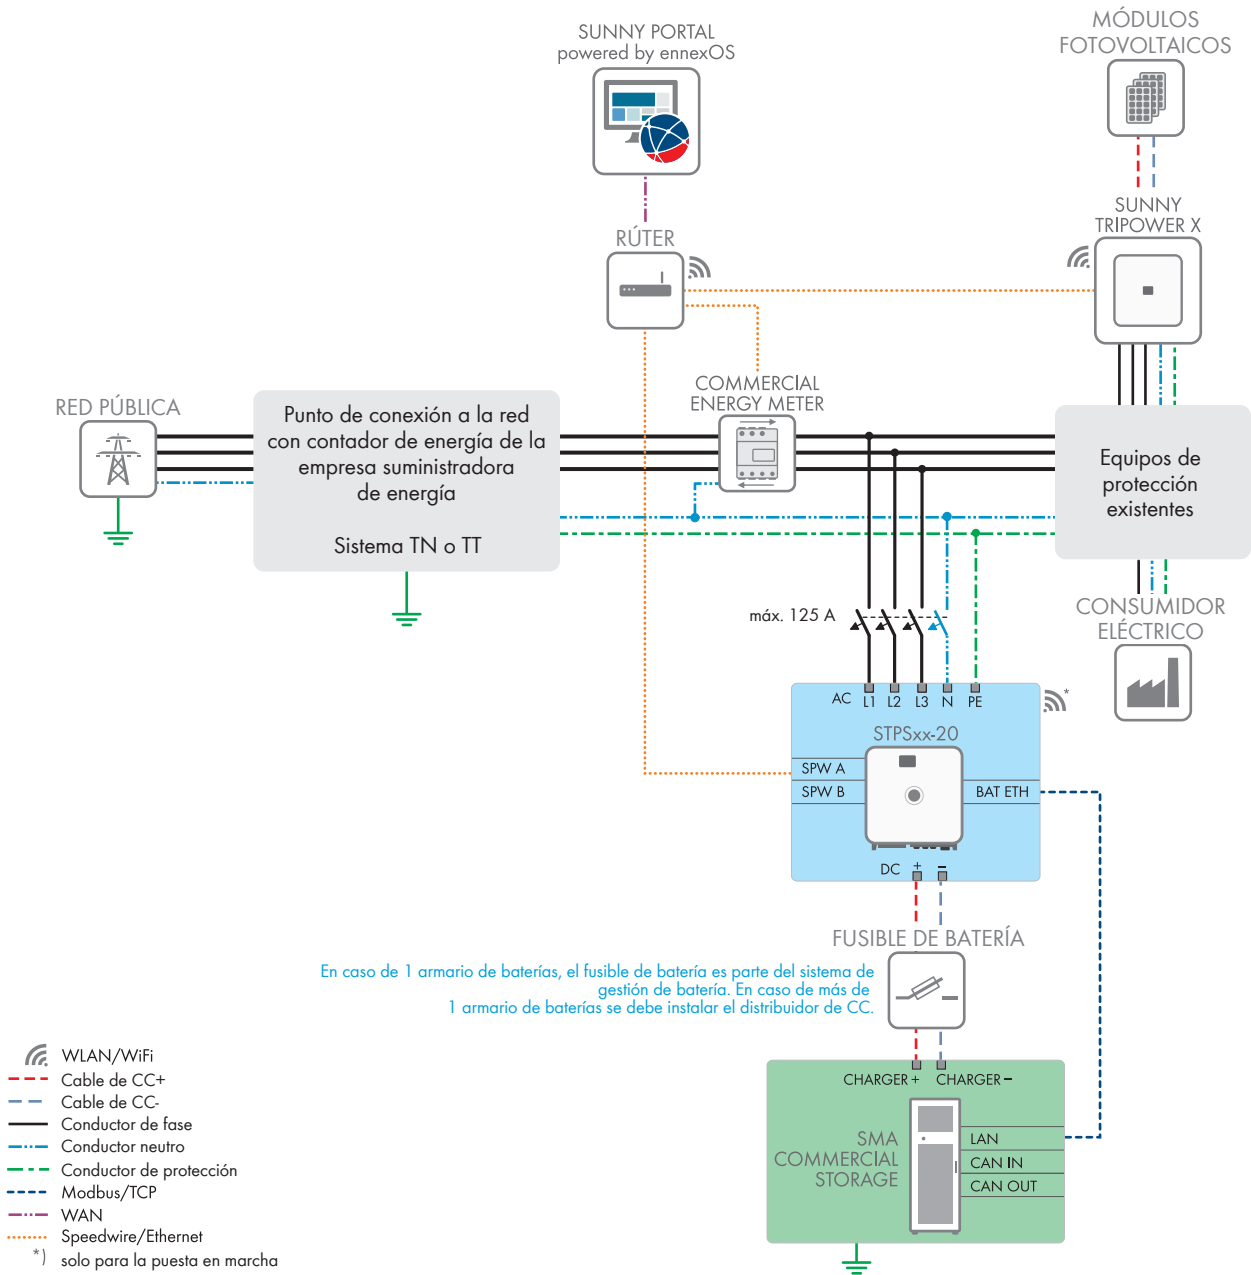 SUNNY PORTAL
powered by ennexOS
MÓDULOS
FOTOVOLTAICOS
SUNNY
TRIPOWER X
RÚTER
COMMERCIAL
ENERGY METER
RED PÚBLICA
Punto de conexión a la red
con contador de energía de la
empresa suministradora
de energía
Sistema TN o TT
Equipos de
protección
existentes
máx. 125 A
CONSUMIDOR
ELÉCTRICO
AC L1 L2 L3 N PE
*
STPSxx-20
SPW A
SPW B
BAT ETH
DC + −
FUSIBLE DE BATERÍA
En caso de 1 armario de baterías, el fusible de batería es parte del sistema de
gestión de batería. En caso de más de
1 armario de baterías se debe instalar el distribuidor de CC.
CHARGER + CHARGER −
SMA
COMMERCIAL
STORAGE
LAN
CAN IN
CAN OUT
WLAN/WiFi
Cable de CC+
Cable de CC-
Conductor de fase
Conductor neutro
Conductor de protección
Modbus/TCP
WAN
Speedwire/Ethernet
*) solo para la puesta en marcha